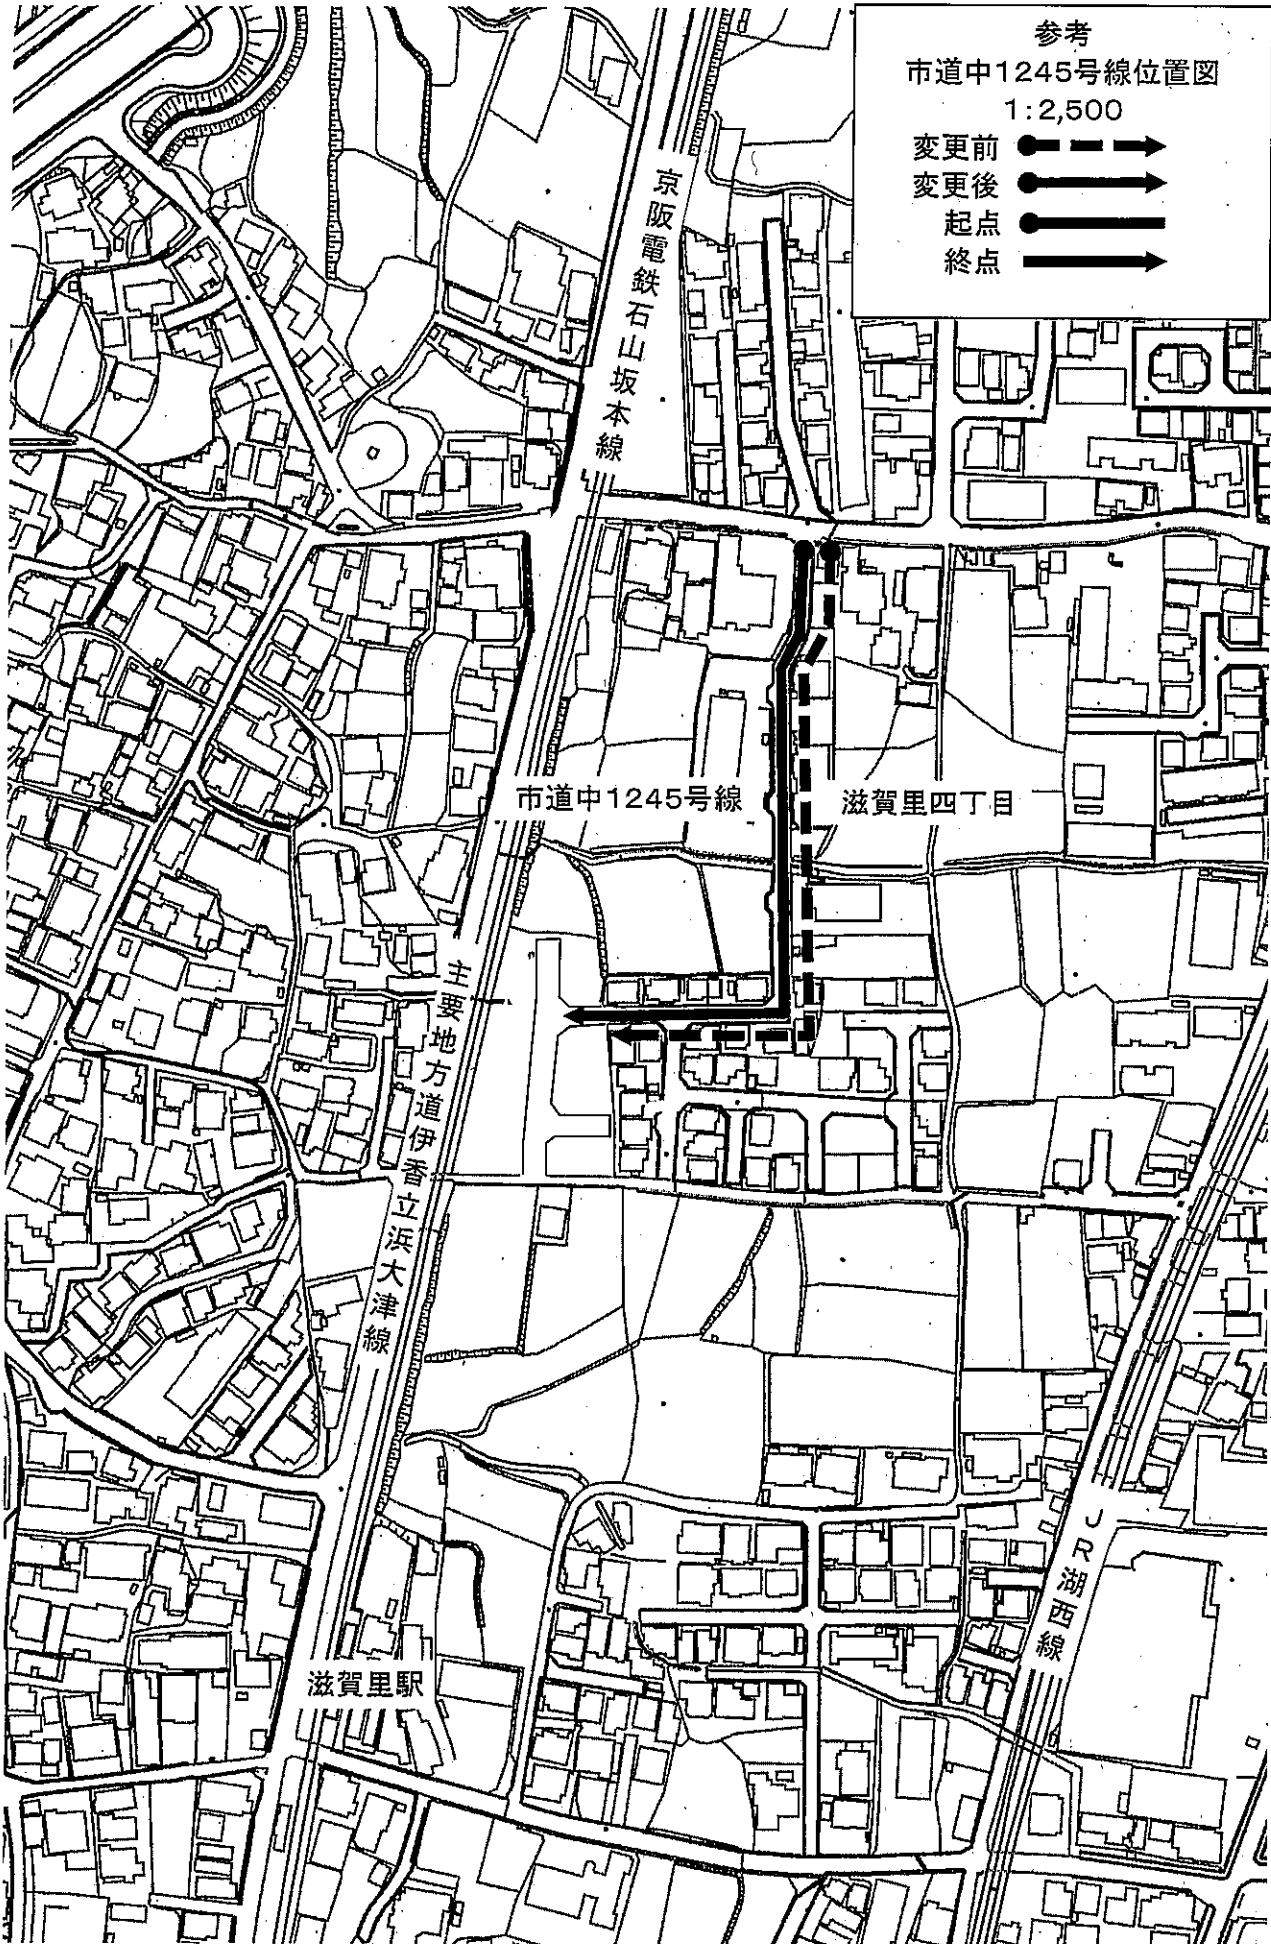 参考
市道中1245号線位置図
1:2,500
変更前
変更後
起点
終点
京阪電鉄石山坂本線
市道中1245号線
滋賀里四丁目
主要地方道伊香立浜大津線
JR湖西線
滋賀里駅